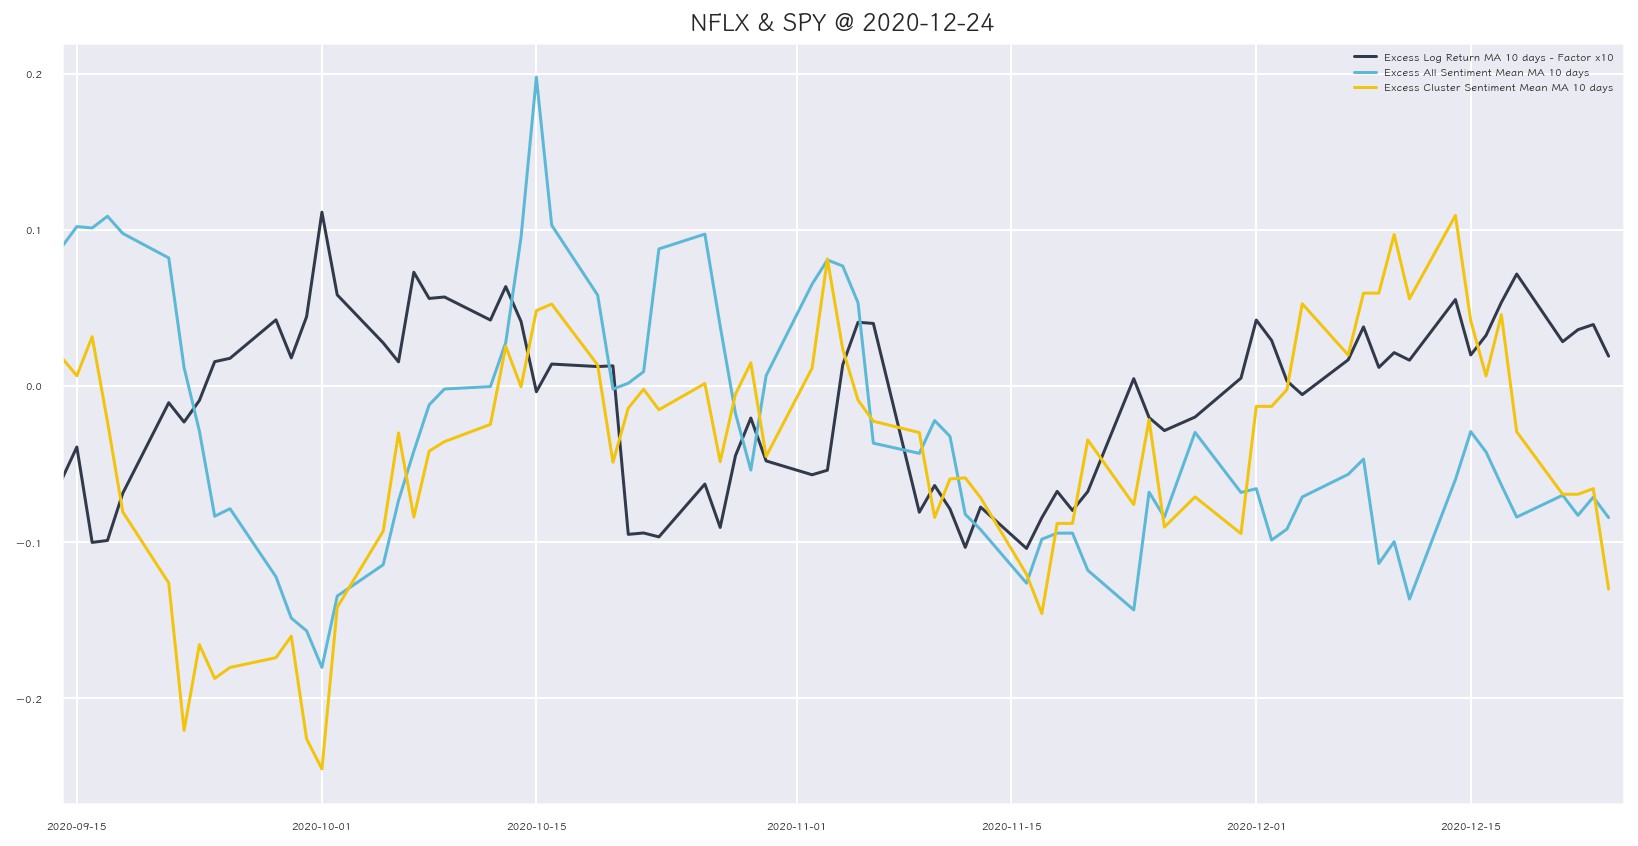 NFLX & SPY @ 2020-12-24
Excess Log Return MA 10 days - Factor x10
Excess All Sentiment Mean MA 10 days
Excess Cluster Sentiment Mean MA 10 days
0.2
0.1
0.0
−0.1
−0.2
2020-09-15 2020-10-01 2020-10-15 2020-11-01 2020-11-15 2020-12-01 2020-12-15